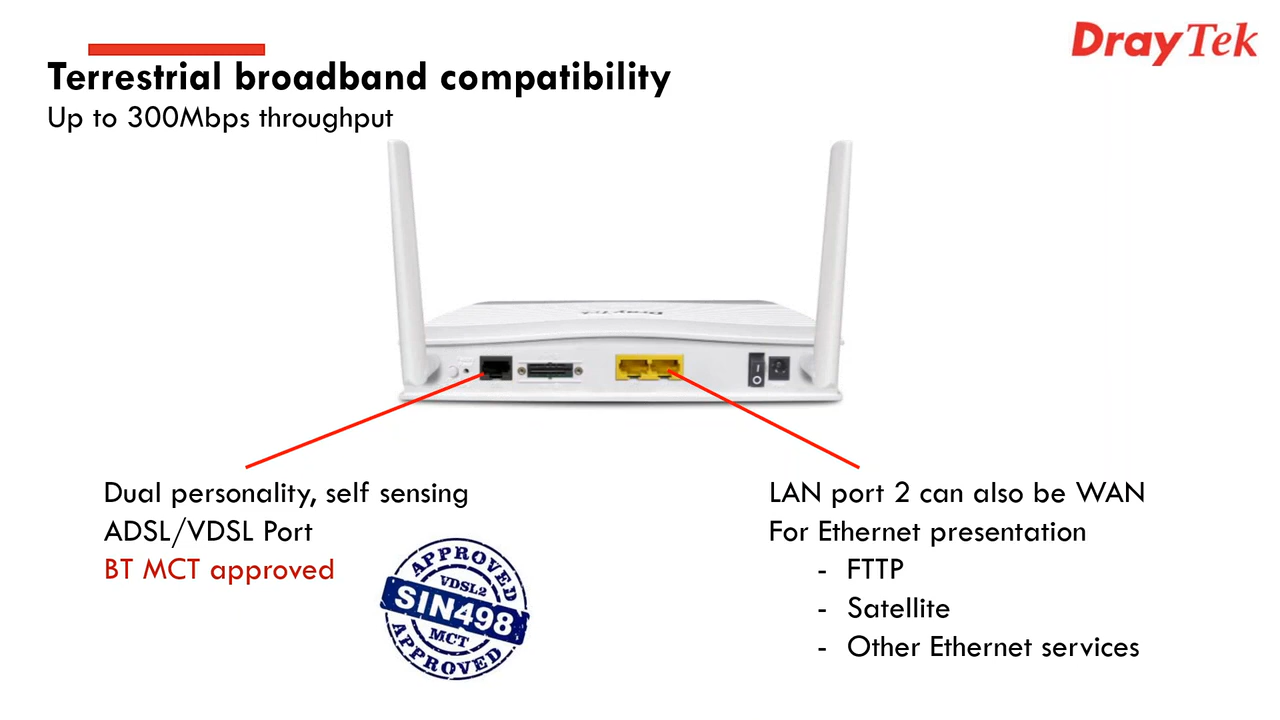 DrayTek
Terrestrial broadband compatibility
Up to 300Mbps throughput
DrayTek
Dual personality, self sensing
ADSL/VDSL Port
BT MCT approved
APPROVED
VDSL2
SIN498
MCT
APPROVED
LAN port 2 can also be WAN
For Ethernet presentation
- FTTP
- Satellite
- Other Ethernet services